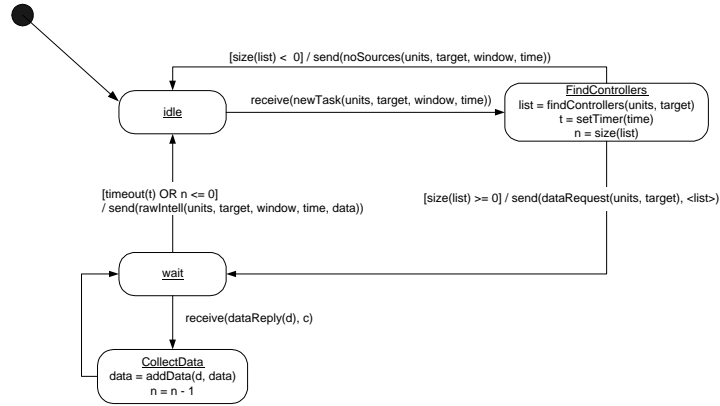 [size(list) < 0] / send(noSources(units, target, window, time))
FindControllers
list = findControllers(units, target)
t = setTimer(time)
n = size(list)
idle
receive(newTask(units, target, window, time))
[timeout(t) OR n <= 0]
/ send(rawIntell(units, target, window, time, data))
[size(list) >= 0] / send(dataRequest(units, target), <list>)
wait
receive(dataReply(d), c)
CollectData
data = addData(d, data)
n = n - 1